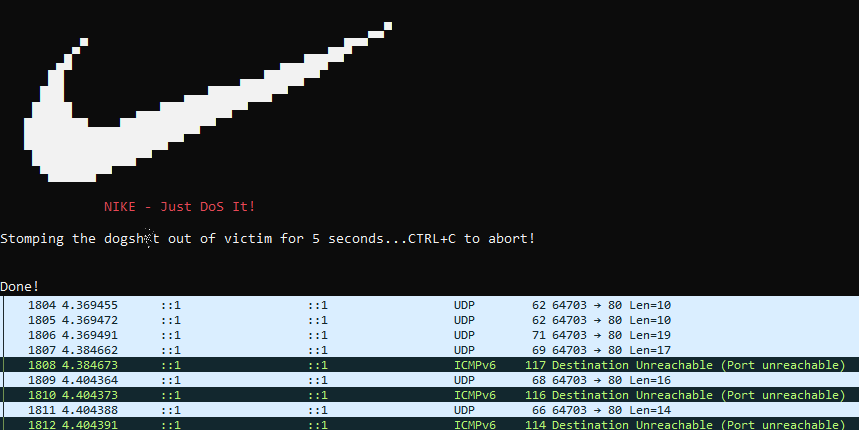 NIKE - Just DoS It!
Stomping the dogsh*t out of victim for 5 seconds...CTRL+C to abort!
Done!
1804 4.369455 ::1 ::1 UDP 62 64703 → 80 Len=10
1805 4.369472 ::1 ::1 UDP 62 64703 → 80 Len=10
1806 4.369491 ::1 ::1 UDP 71 64703 → 80 Len=19
1807 4.384662 ::1 ::1 UDP 69 64703 → 80 Len=17
1808 4.384673 ::1 ::1 ICMPv6 117 Destination Unreachable (Port unreachable)
1809 4.404364 ::1 ::1 UDP 68 64703 → 80 Len=16
1810 4.404373 ::1 ::1 ICMPv6 116 Destination Unreachable (Port unreachable)
1811 4.404388 ::1 ::1 UDP 66 64703 → 80 Len=14
1812 4.404391 ::1 ::1 ICMPv6 114 Destination Unreachable (Port unreachable)